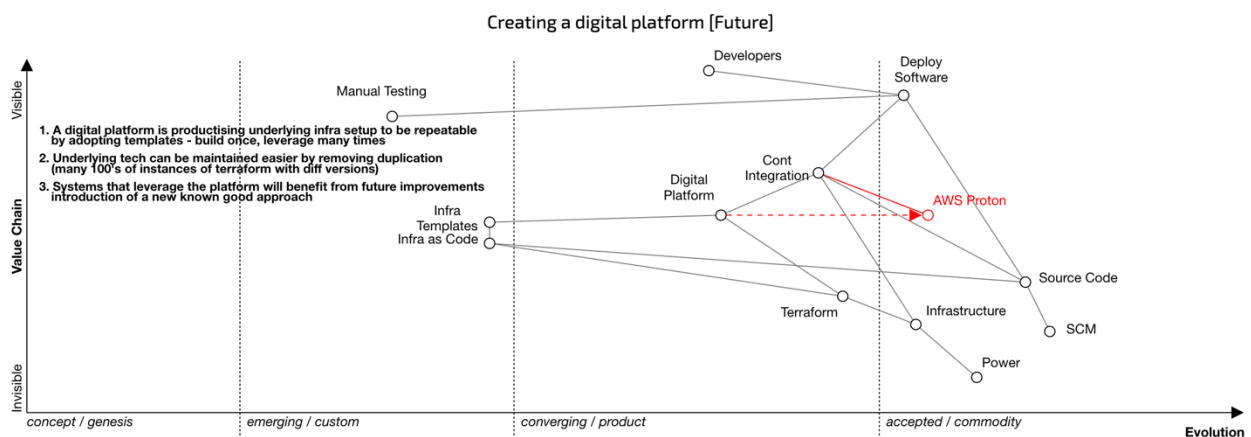 Creating a digital platform [Future]
Developers
Deploy
Software
Manual Testing
Visible
1. A digital platform is productising underlying infra setup to be repeatable
by adopting templates - build once, leverage many times
2. Underlying tech can be maintained easier by removing duplication
(many 100's of instances of terraform with diff versions)
3. Systems that leverage the platform will benefit from future improvements
introduction of a new known good approach
Cont
Integration
Digital
Platform
AWS Proton
Infra
Templates
Infra as Code
Value Chain
Source Code
Terraform
Infrastructure
SCM
Power
Invisible
concept / genesis
emerging / custom
converging / product
accepted / commodity
Evolution